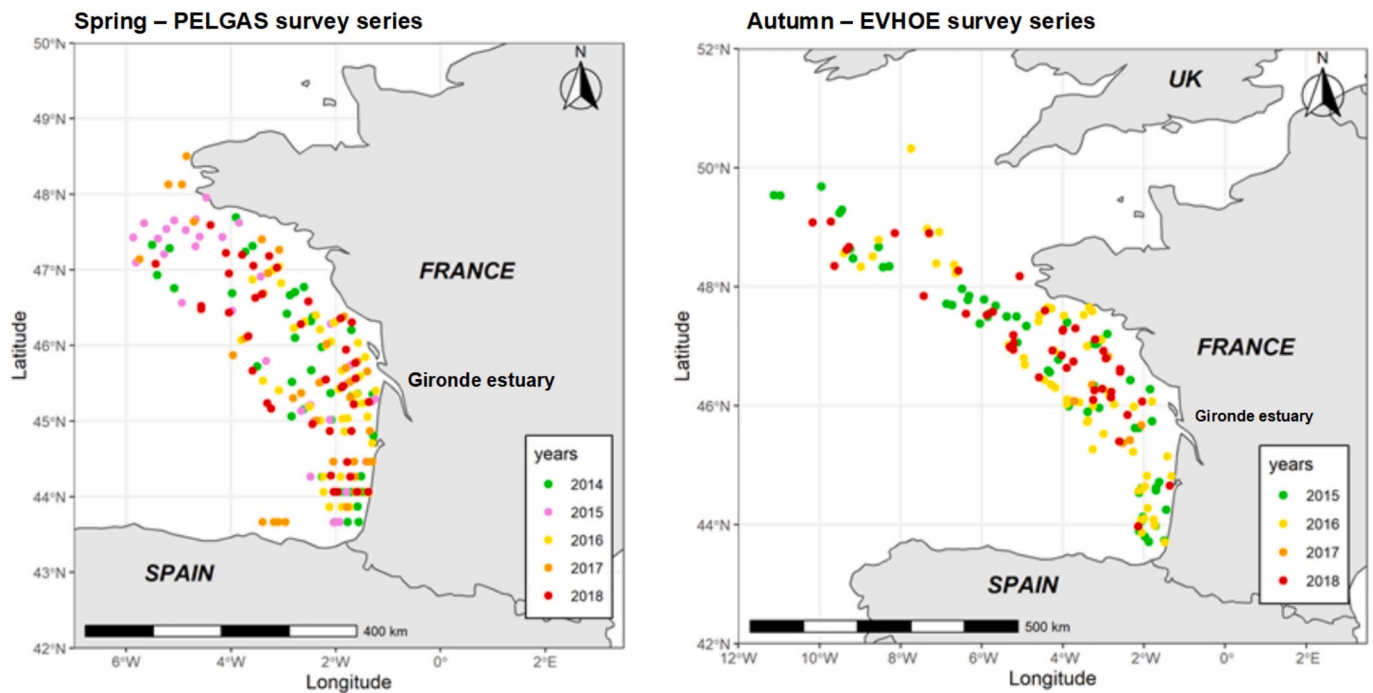 Spring – PELGAS survey series
50°N
49°N
48°N
47°N
46°N
45°N
44°N
43°N
42°N
Latitude
N
FRANCE
Gironde estuary
SPAIN
years
2014
2015
2016
2017
2018
400 km
6°W
4°W
2°W
0°
2°E
Longitude
Autumn – EVHOE survey series
52°N
50°N
48°N
46°N
44°N
42°N
Latitude
N
UK
FRANCE
Gironde estuary
SPAIN
years
2015
2016
2017
2018
500 km
12°W
10°W
8°W
6°W
4°W
2°W
0°
2°E
Longitude